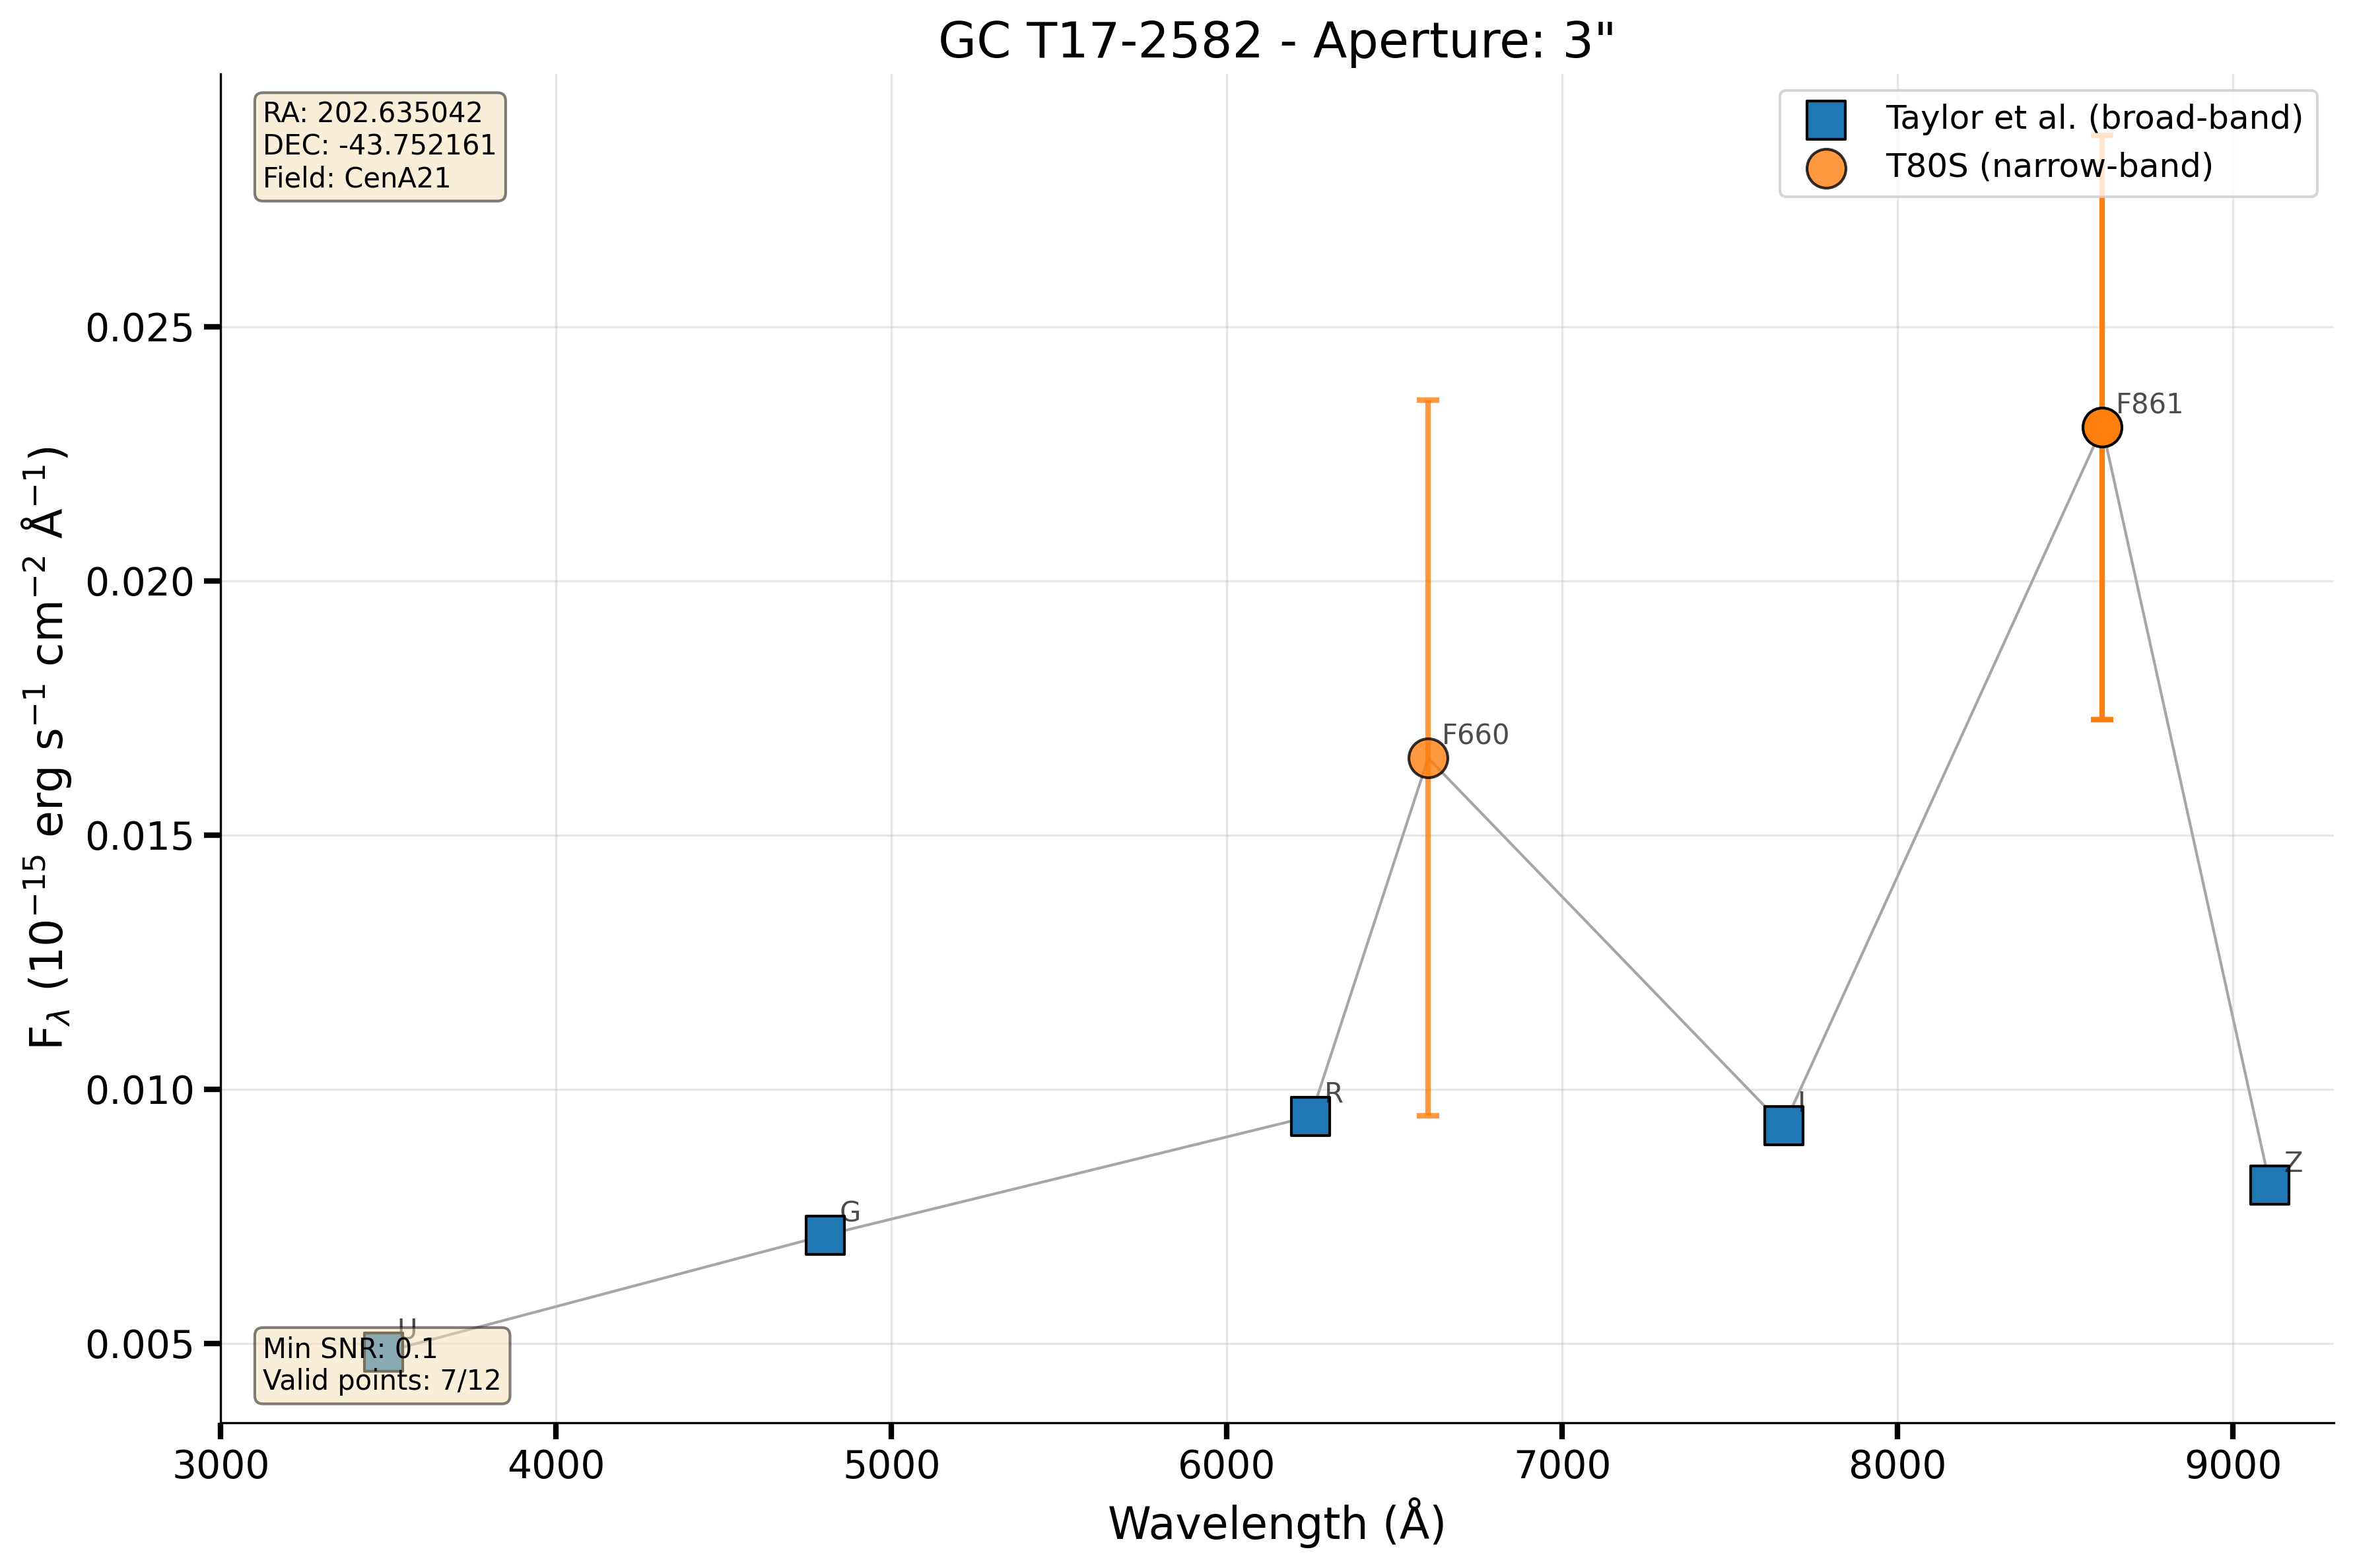 GC T17-2582 - Aperture: 3"
RA: 202.635042
DEC: -43.752161
Field: CenA21
Taylor et al. (broad-band)
T80S (narrow-band)
F861
F660
R
I
Z
G
U
Min SNR: 0.1
Valid points: 7/12
0.025
0.020
0.015
0.010
0.005
F_λ (10⁻¹⁵ erg s⁻¹ cm⁻² Å⁻¹)
3000 4000 5000 6000 7000 8000 9000
Wavelength (Å)